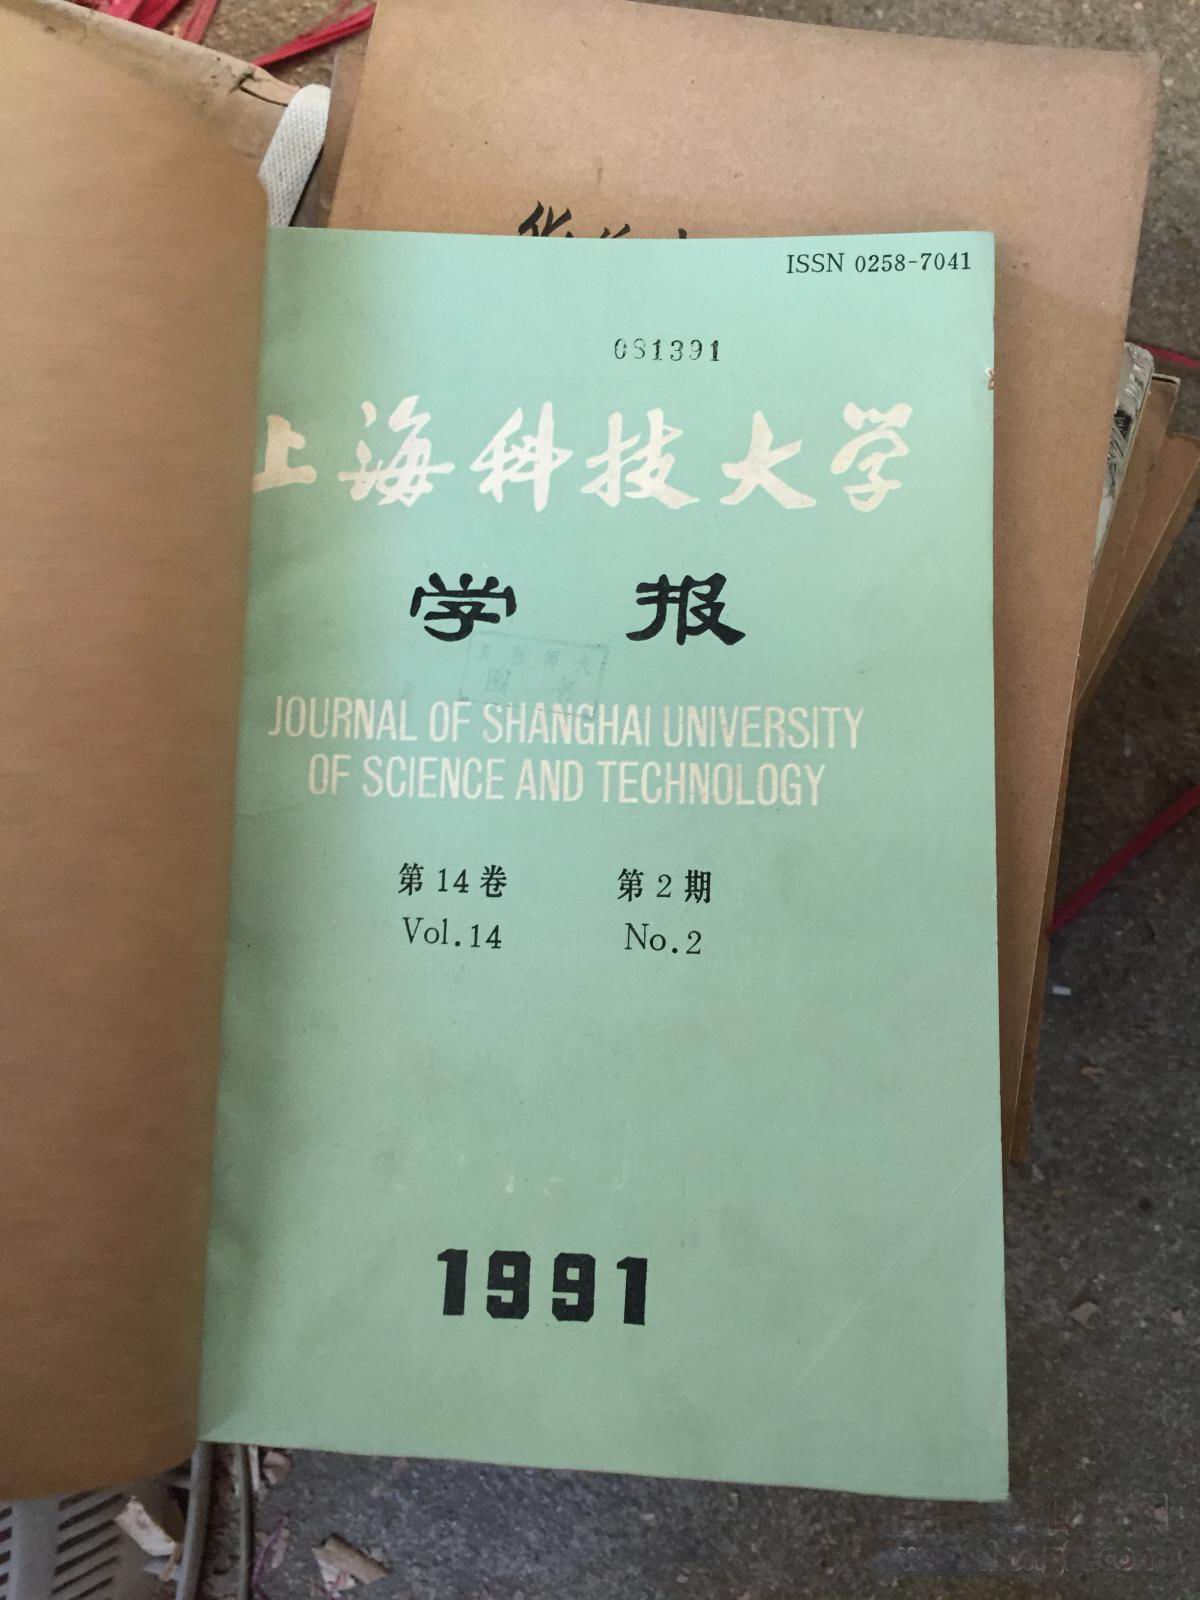 ISSN 0258-7041
081391
上海科技大学
学报
JOURNAL OF SHANGHAI UNIVERSITY
OF SCIENCE AND TECHNOLOGY
第14卷 第2期
Vol.14 No.2
1991